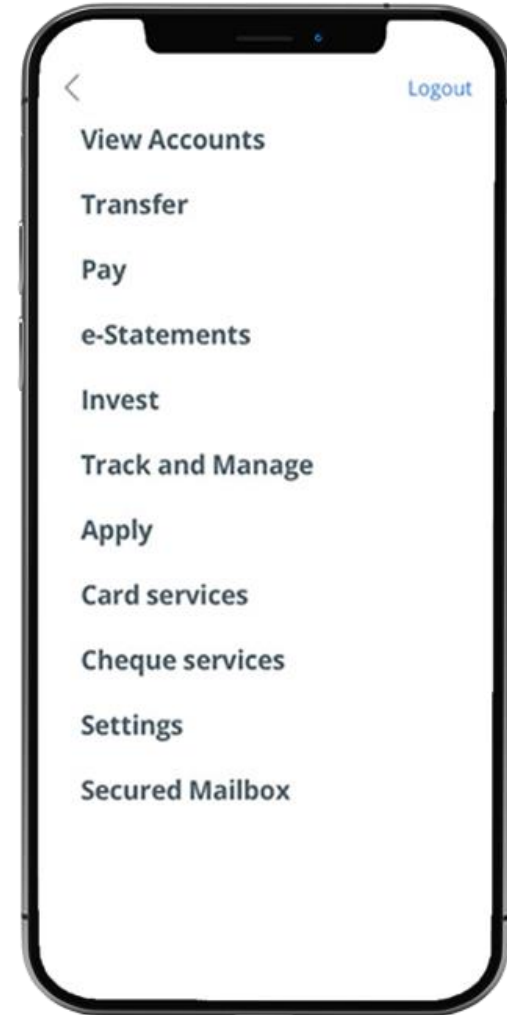 Logout
View Accounts
Transfer
Pay
e-Statements
Invest
Track and Manage
Apply
Card services
Cheque services
Settings
Secured Mailbox